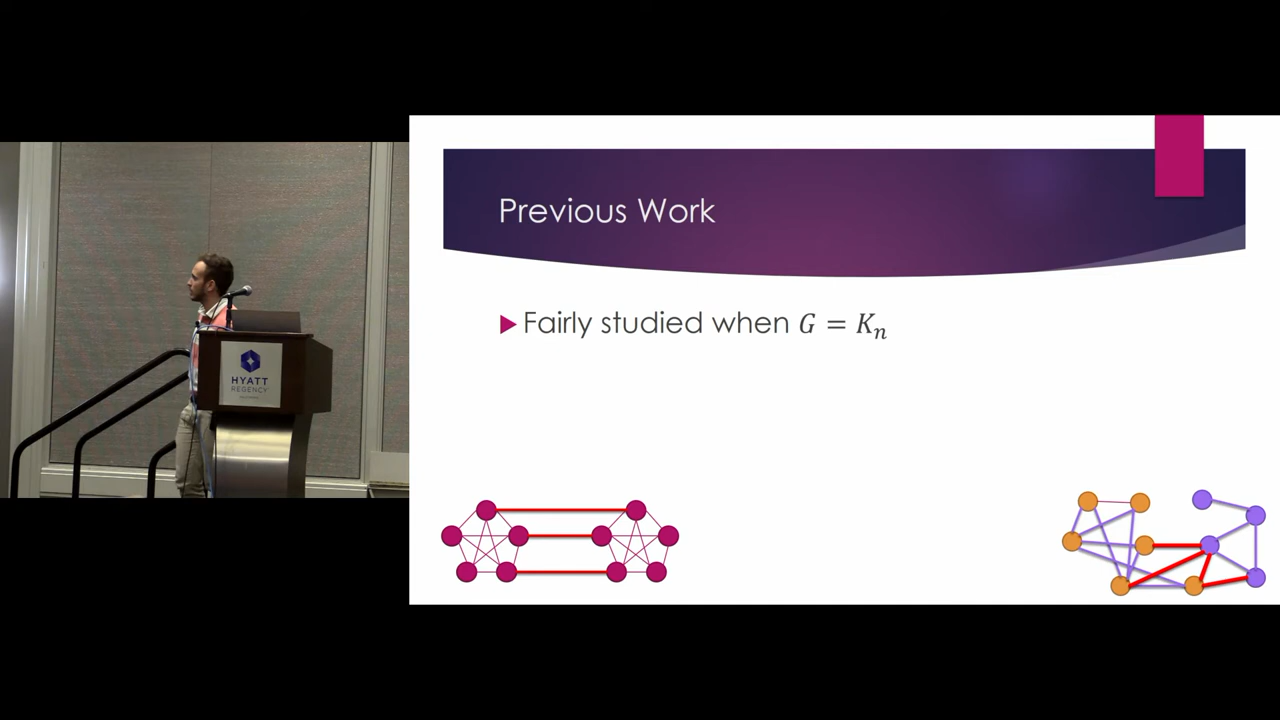 Previous Work
Fairly studied when G = Kₙ
HYATT
REGENCY